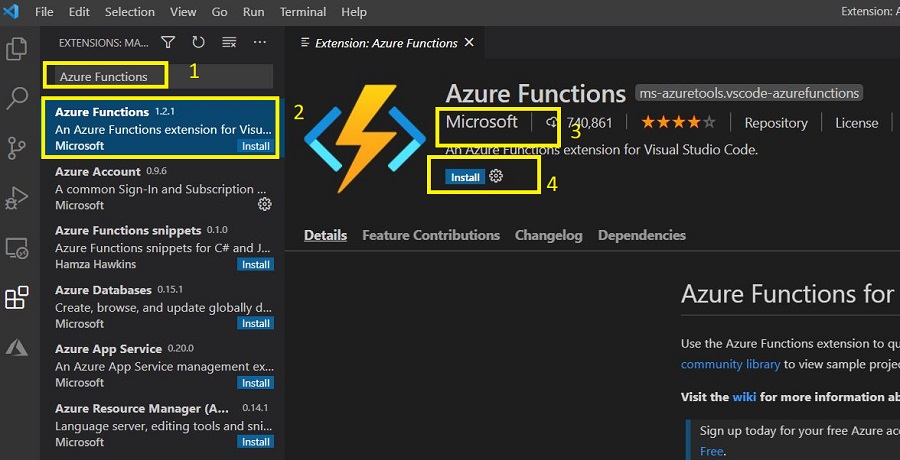 File Edit Selection View Go Run Terminal Help Extension: A
EXTENSIONS: MA... ...
Extension: Azure Functions
Azure Functions
1
Azure Functions 1.2.1
An Azure Functions extension for Visu...
Microsoft Install
2
Azure Account 0.9.6
A common Sign-In and Subscription ...
Microsoft
Azure Functions snippets 0.1.0
Azure Functions snippets for C# and J...
Hamza Hawkins Install
Azure Databases 0.15.1
Create, browse, and update globally d...
Microsoft Install
Azure App Service 0.20.0
An Azure App Service management ex...
Microsoft Install
Azure Resource Manager (A... 0.14.1
Language server, editing tools and sni...
Microsoft Install
Azure Functions ms-azuretools.vscode-azurefunctions
Microsoft 740,861 Repository License
3
An Azure Functions extension for Visual Studio Code.
Install
4
Details Feature Contributions Changelog Dependencies
Azure Functions for
Use the Azure Functions extension to qu
community library to view sample projec
Visit the wiki for more information ab
Sign up today for your free Azure acc
Free.